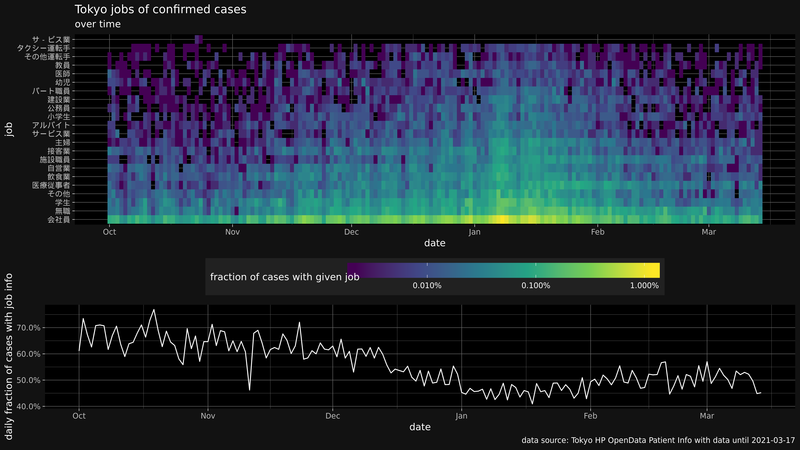 Tokyo jobs of confirmed cases
over time
job
サ - ビス業
タクシー運転手
その他運転手
教員
医師
幼児
パート職員
建設業
公務員
小学生
アルバイト
サービス業
主婦
接客業
施設職員
自営業
飲食業
医療従事者
その他
学生
無職
会社員
Oct Nov Dec Jan Feb Mar
date
fraction of cases with given job
0.010% 0.100% 1.000%
daily fraction of cases with job info
70.0%
60.0%
50.0%
40.0%
Oct Nov Dec Jan Feb Mar
date
data source: Tokyo HP OpenData Patient Info with data until 2021-03-17